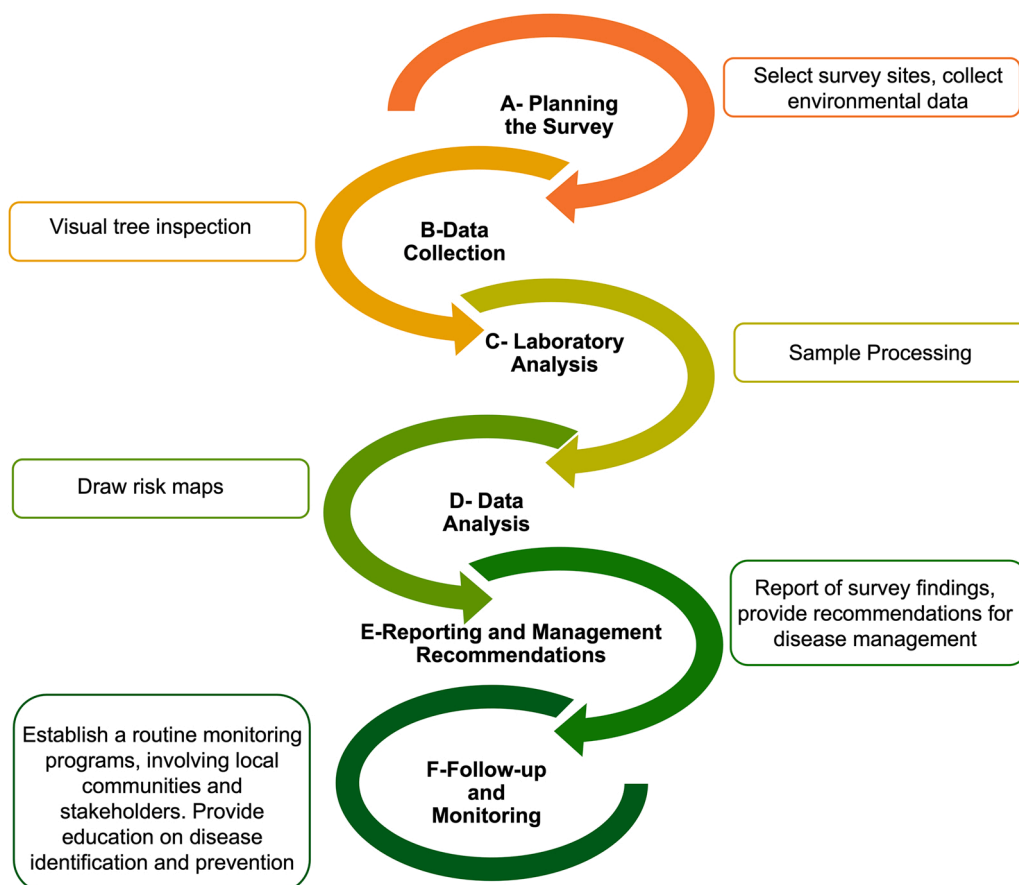 A- Planning
the Survey
Select survey sites, collect
environmental data
B-Data
Collection
Visual tree inspection
C- Laboratory
Analysis
Sample Processing
D- Data
Analysis
Draw risk maps
E-Reporting and Management
Recommendations
Report of survey findings,
provide recommendations for
disease management
F-Follow-up
and
Monitoring
Establish a routine monitoring
programs, involving local
communities and
stakeholders. Provide
education on disease
identification and prevention